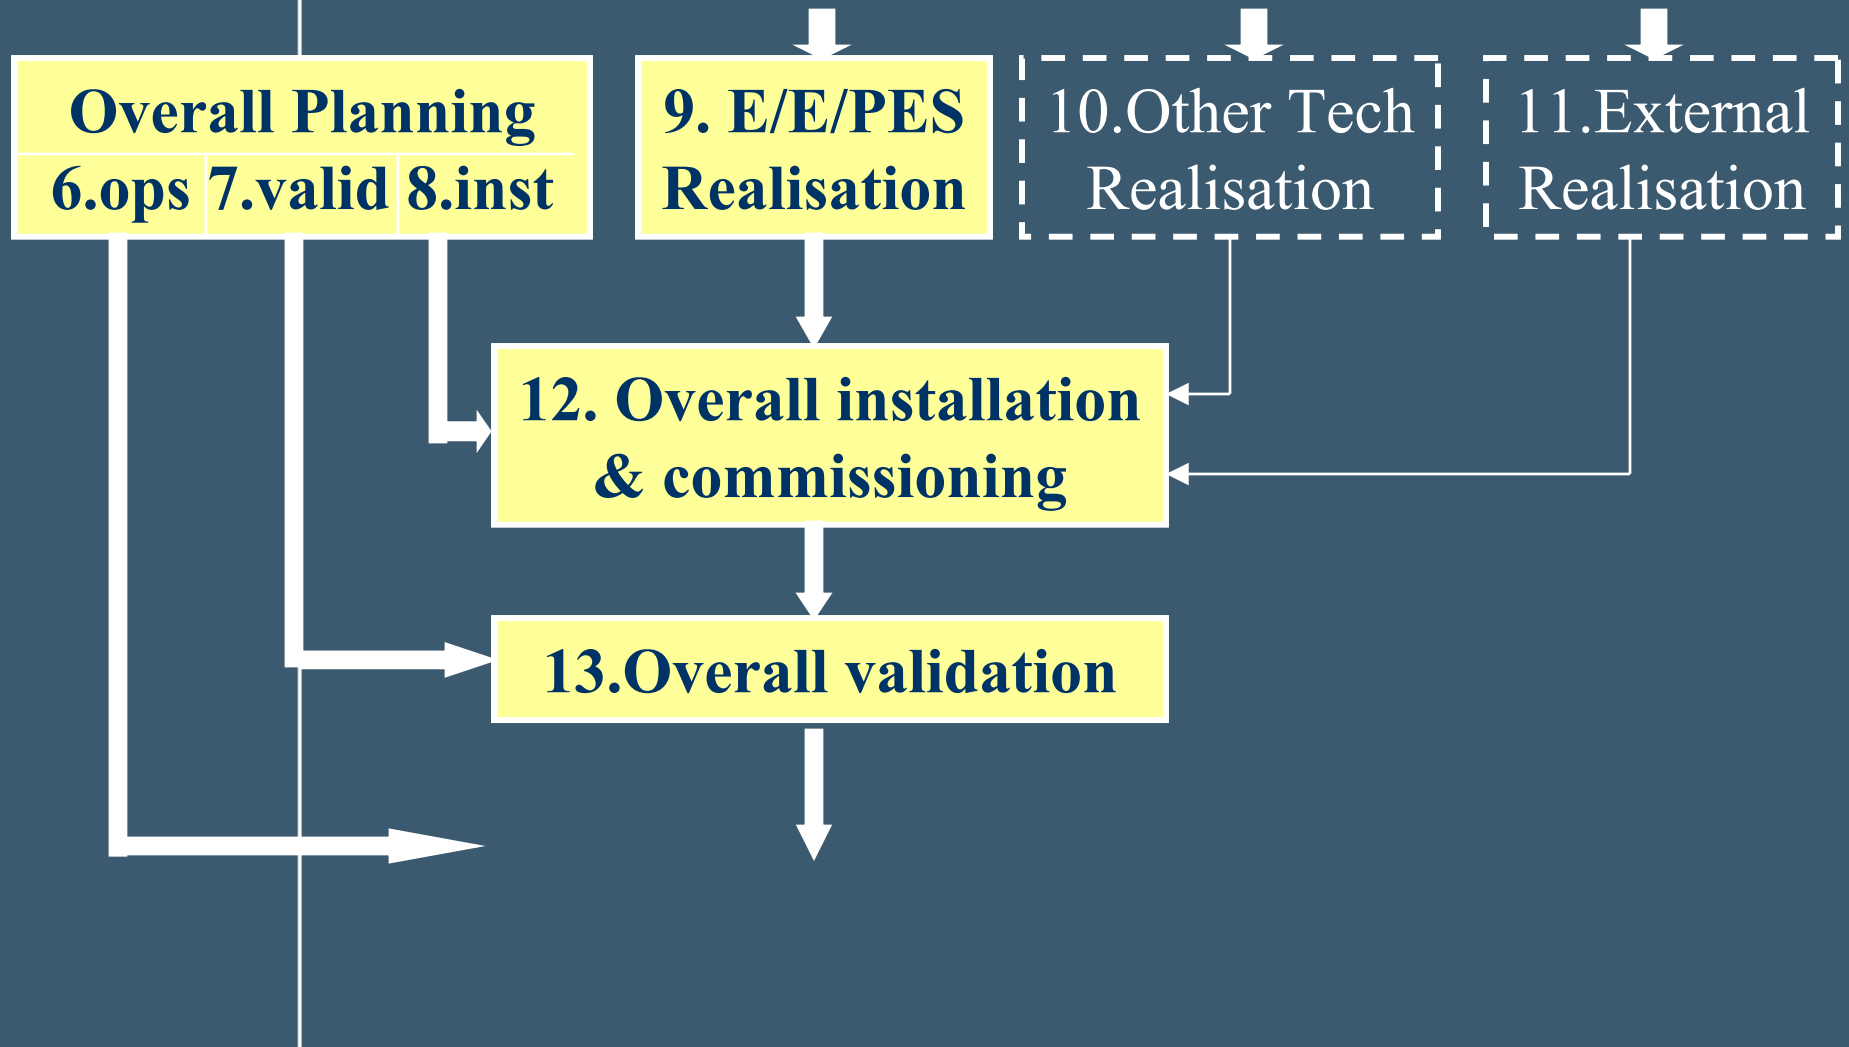 Overall Planning
6.ops 7.valid 8.inst
9. E/E/PES
Realisation
10.Other Tech
Realisation
11.External
Realisation
12. Overall installation
& commissioning
13.Overall validation